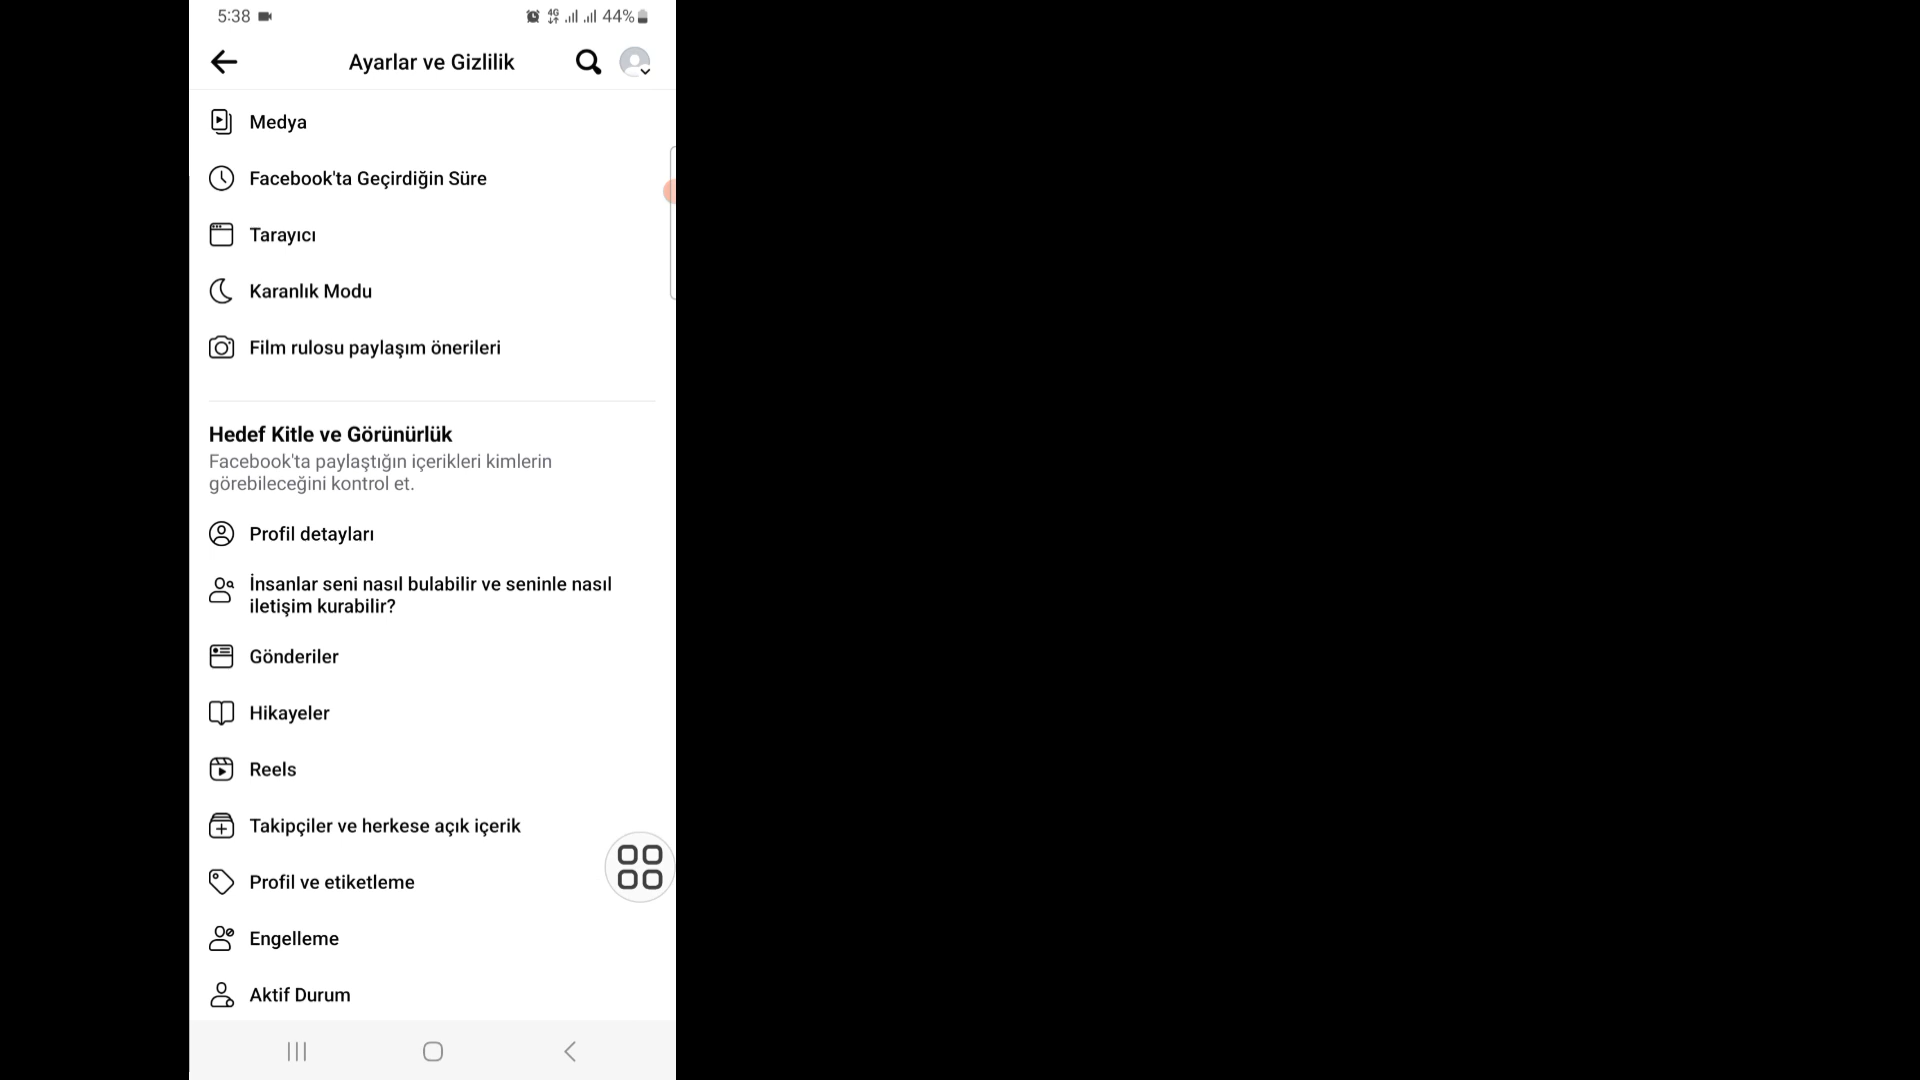 5:38 4G 44%
Ayarlar ve Gizlilik
Medya
Facebook'ta Geçirdiğin Süre
Tarayıcı
Karanlık Modu
Film rulosu paylaşım önerileri
Hedef Kitle ve Görünürlük
Facebook'ta paylaştığın içerikleri kimlerin
görebileceğini kontrol et.
Profil detayları
İnsanlar seni nasıl bulabilir ve seninle nasıl
iletişim kurabilir?
Gönderiler
Hikayeler
Reels
Takipçiler ve herkese açık içerik
Profil ve etiketleme
Engelleme
Aktif Durum